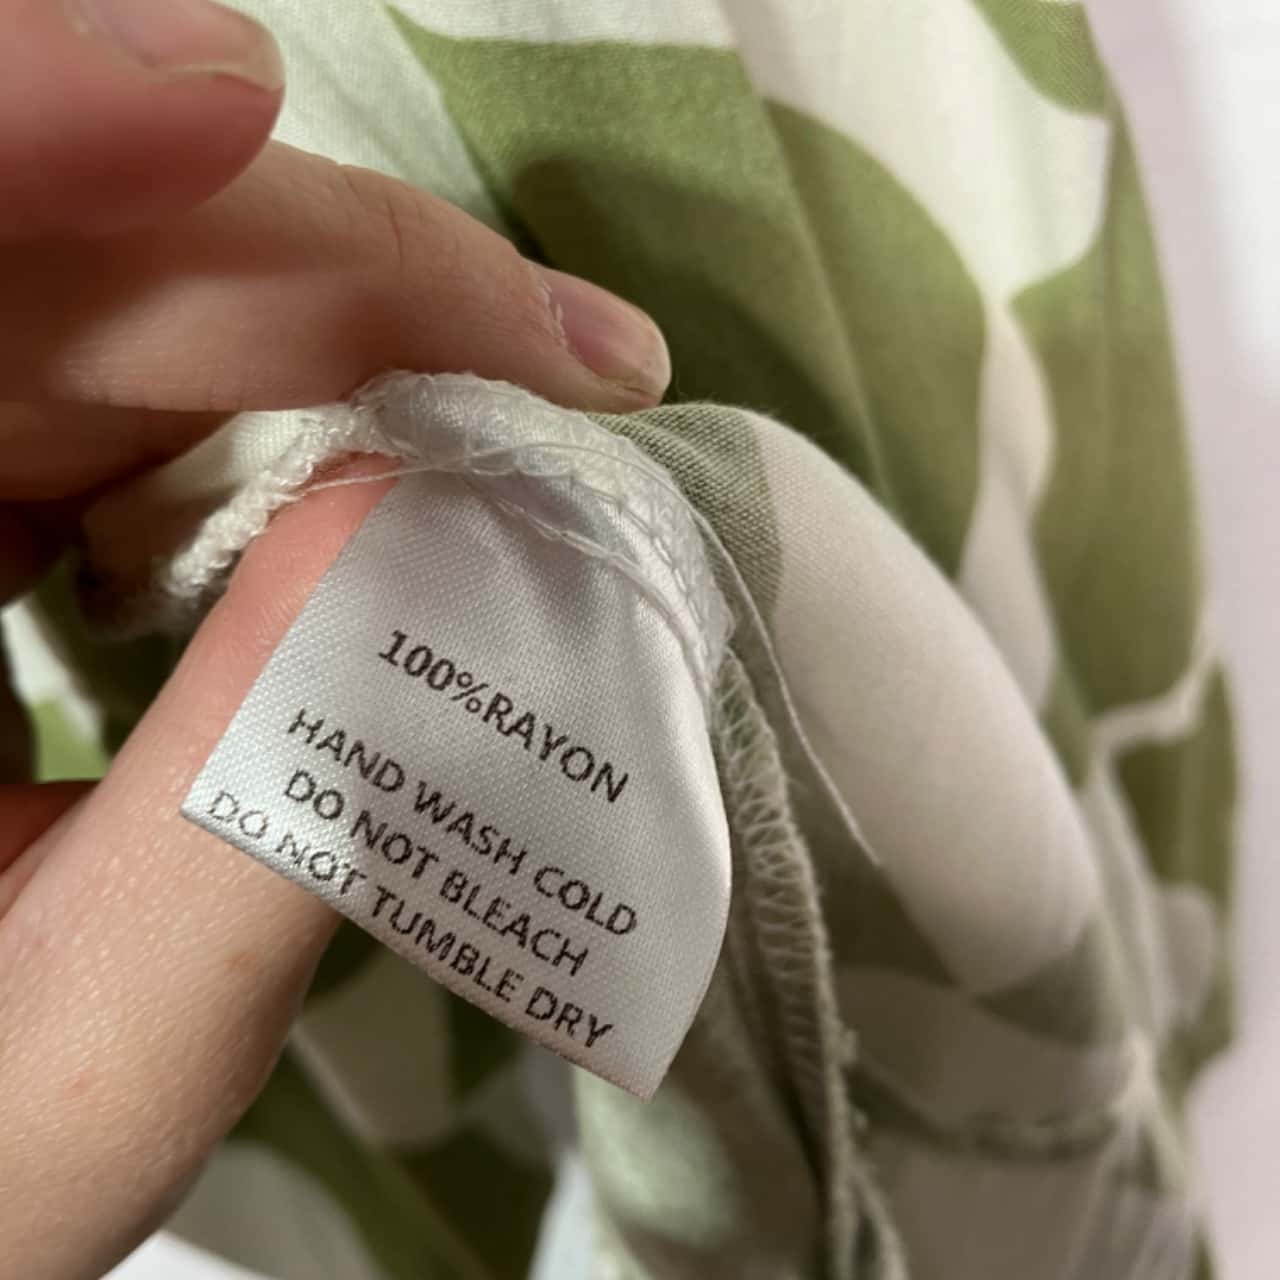 100%RAYON
HAND WASH COLD
DO NOT BLEACH
DO NOT TUMBLE DRY